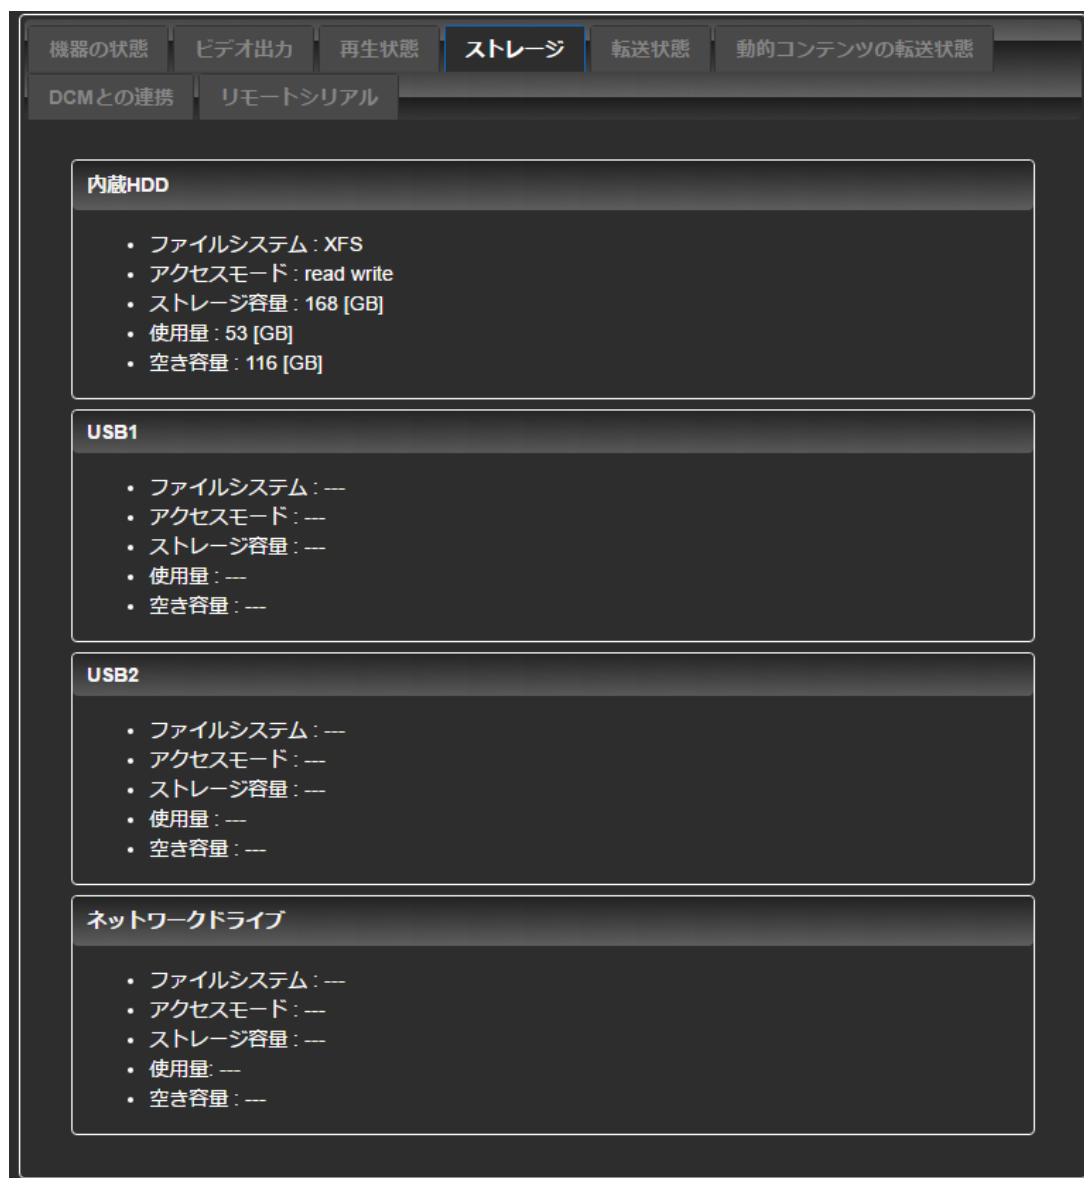 機器の状態 ビデオ出力 再生状態 ストレージ 転送状態 動的コンテンツの転送状態
DCMとの連携 リモートシリアル
内蔵HDD
• ファイルシステム : XFS
• アクセスモード : read write
• ストレージ容量 : 168 [GB]
• 使用量 : 53 [GB]
• 空き容量 : 116 [GB]
USB1
• ファイルシステム : ---
• アクセスモード : ---
• ストレージ容量 : ---
• 使用量 : ---
• 空き容量 : ---
USB2
• ファイルシステム : ---
• アクセスモード : ---
• ストレージ容量 : ---
• 使用量 : ---
• 空き容量 : ---
ネットワークドライブ
• ファイルシステム : ---
• アクセスモード : ---
• ストレージ容量 : ---
• 使用量: ---
• 空き容量 : ---